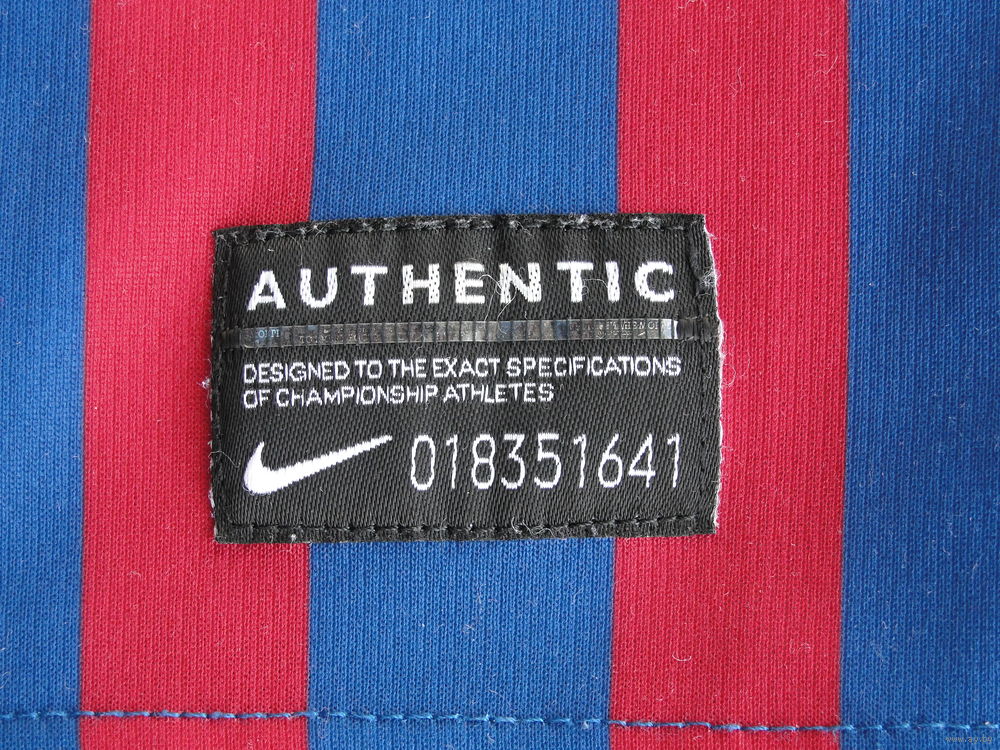 AUTHENTIC
DESIGNED TO THE EXACT SPECIFICATIONS
OF CHAMPIONSHIP ATHLETES
018351641